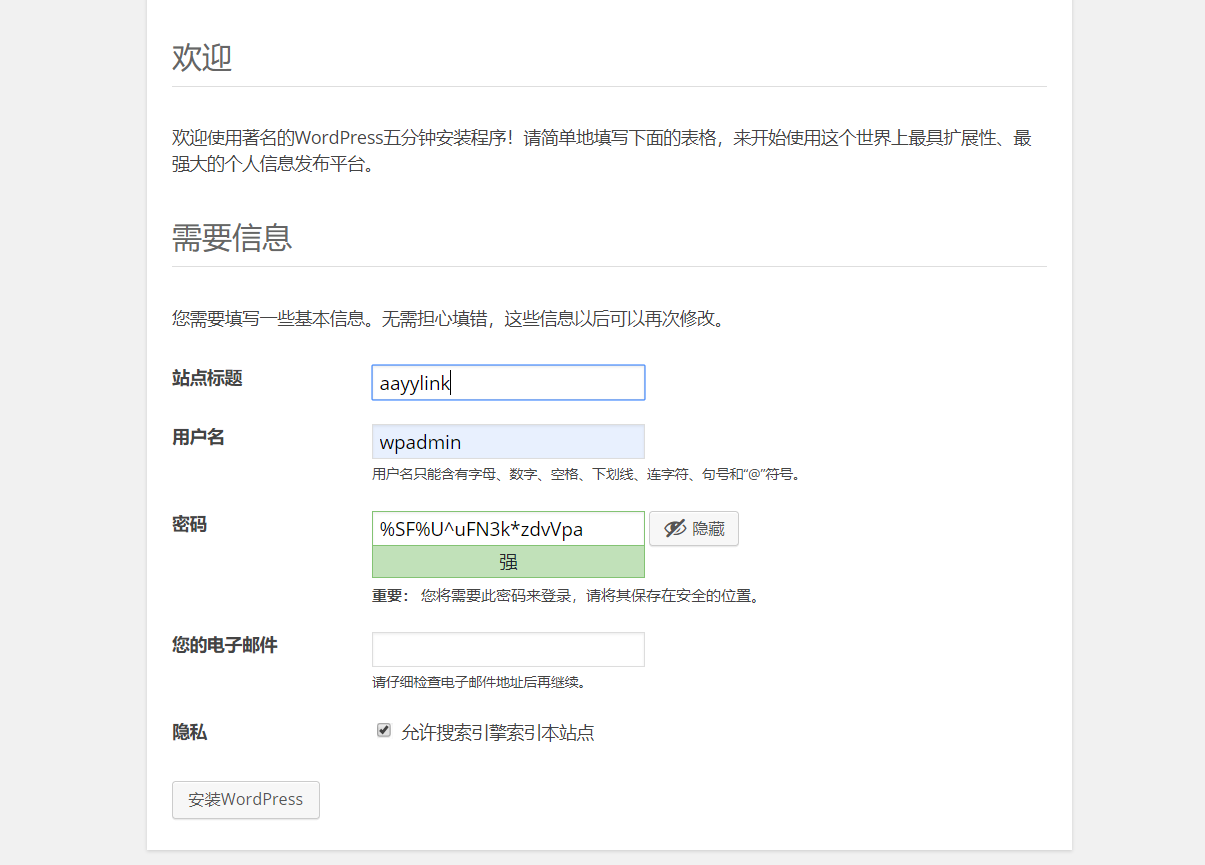 欢迎
欢迎使用著名的WordPress五分钟安装程序！请简单地填写下面的表格，来开始使用这个世界上最具扩展性、最
强大的个人信息发布平台。
需要信息
您需要填写一些基本信息。无需担心填错，这些信息以后可以再次修改。
站点标题 aayylink
用户名 wpadmin
用户名只能含有字母、数字、空格、下划线、连字符、句号和“@”符号。
密码 %SF%U^uFN3k*zdvVpa 隐藏
强
重要： 您将需要此密码来登录，请将其保存在安全的位置。
您的电子邮件
请仔细检查电子邮件地址后再继续。
隐私 允许搜索引擎索引本站点
安装WordPress